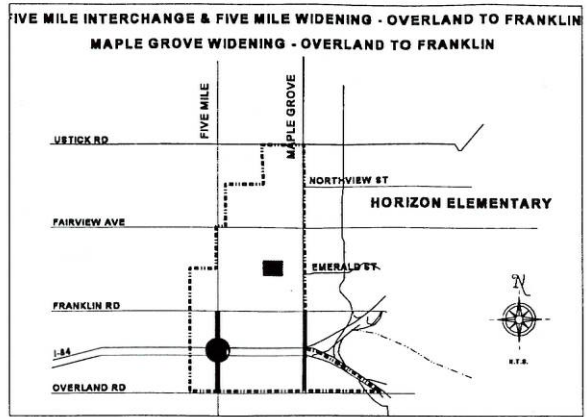 FIVE MILE INTERCHANGE & FIVE MILE WIDENING - OVERLAND TO FRANKLIN
MAPLE GROVE WIDENING - OVERLAND TO FRANKLIN
FIVE MILE
MAPLE GROVE
USTICK RD
NORTHVIEW ST
HORIZON ELEMENTARY
FAIRVIEW AVE
EMERALD ST
FRANKLIN RD
N
I-84
N.T.S.
OVERLAND RD